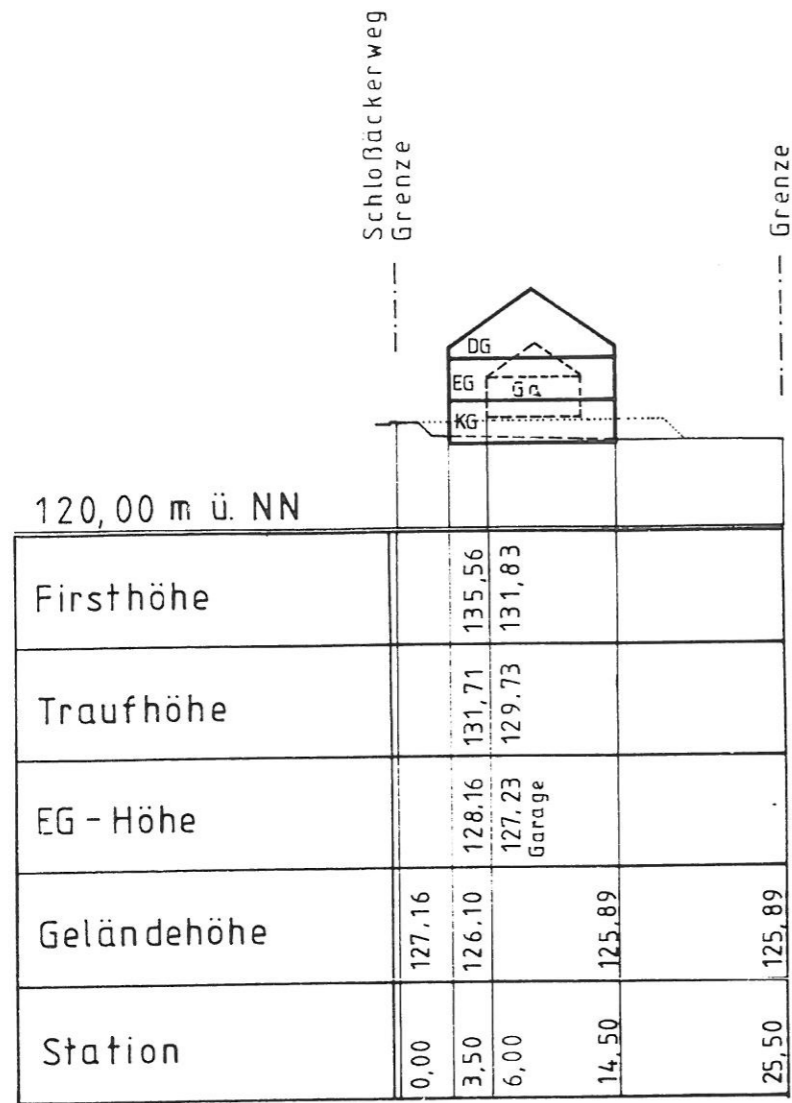 Schloßäckerweg
Grenze
Grenze
DG
EG
Ga.
KG
120,00 m ü. NN
Firsthöhe
135,56
131,83
Traufhöhe
131,71
129.73
EG - Höhe
128.16
127.23
Garage
Geländehöhe
127.16
126.10
125,89
125,89
Station
0,00
3,50
6,00
14,50
25,50